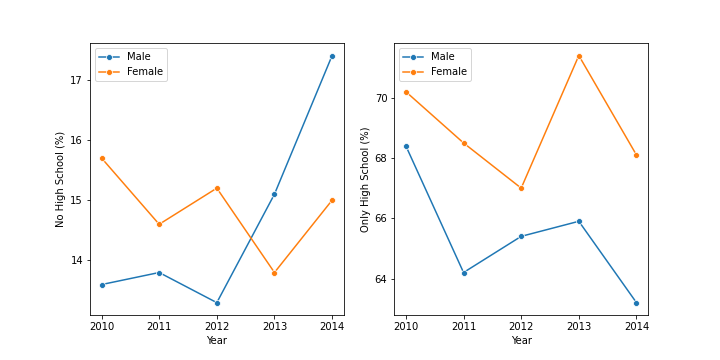 Male
Female
No High School (%)
17
16
15
14
2010 2011 2012 2013 2014
Year
Male
Female
Only High School (%)
70
68
66
64
2010 2011 2012 2013 2014
Year